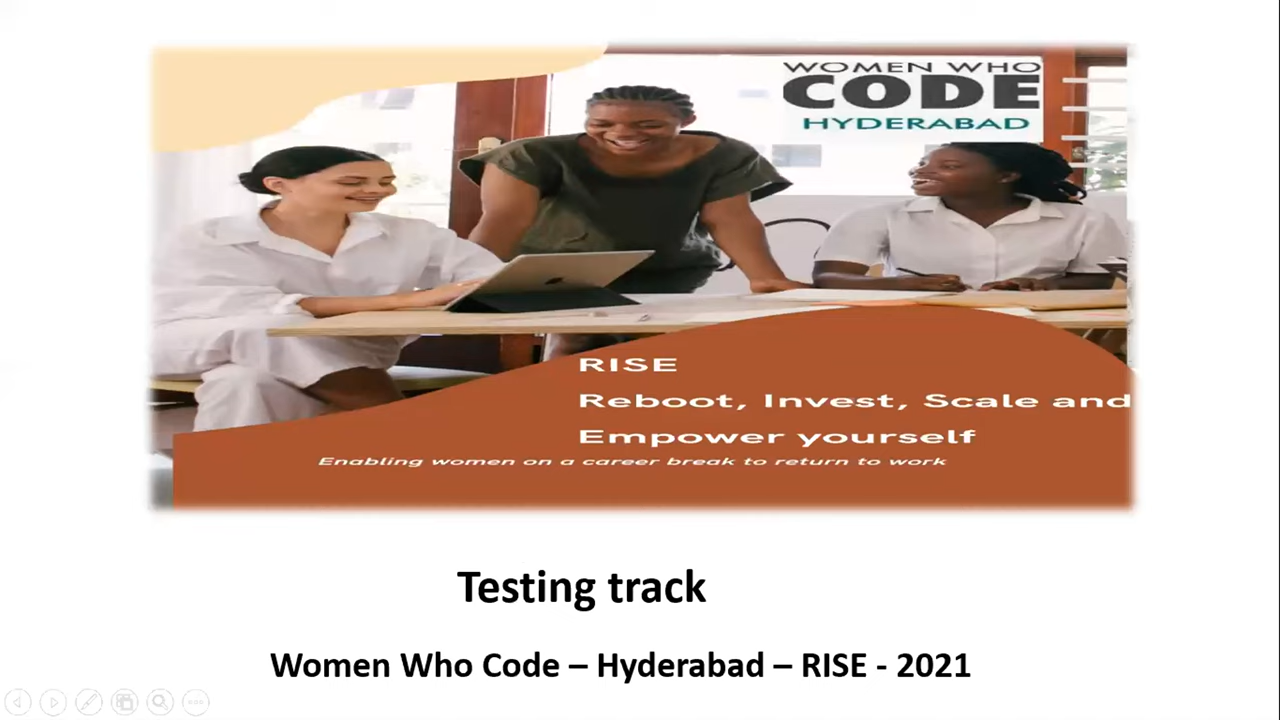 WOMEN WHO
CODE
HYDERABAD
RISE
Reboot, Invest, Scale and
Empower yourself
Enabling women on a career break to return to work
Testing track
Women Who Code – Hyderabad – RISE - 2021